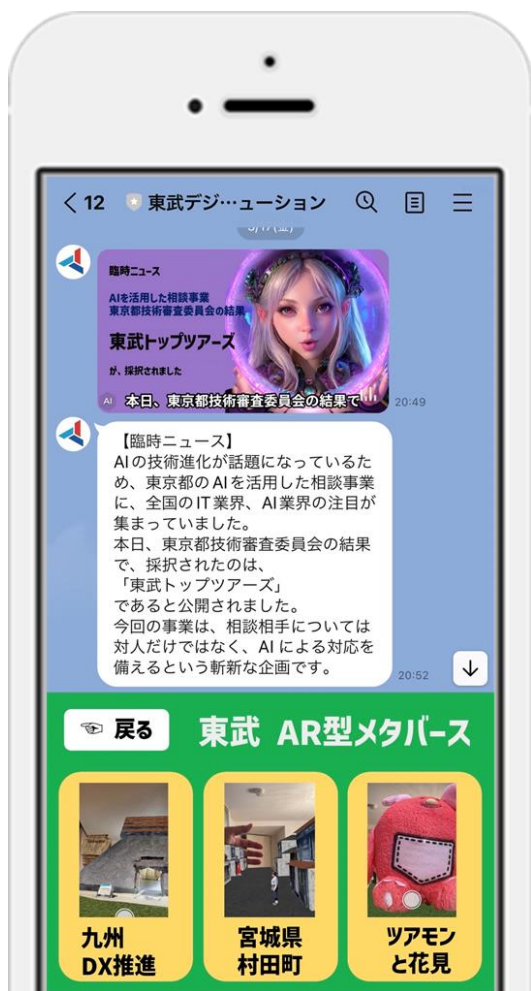 12
東武デジ…ューション
5/17(金)
臨時ニュース
AIを活用した相談事業
東京都技術審査委員会の結果
東武トップツアーズ
が、採択されました
AI
本日、東京都技術審査委員会の結果で
20:49
【臨時ニュース】
AIの技術進化が話題になっているた
め、東京都のAIを活用した相談事業
に、全国のIT業界、AI業界の注目が
集まっていました。
本日、東京都技術審査委員会の結果
で、採択されたのは、
「東武トップツアーズ」
であると公開されました。
今回の事業は、相談相手については
対人だけではなく、AIによる対応を
備えるという斬新な企画です。
20:52
戻る
東武 AR型メタバース
九州
DX推進
宮城県
村田町
ツアモン
と花見